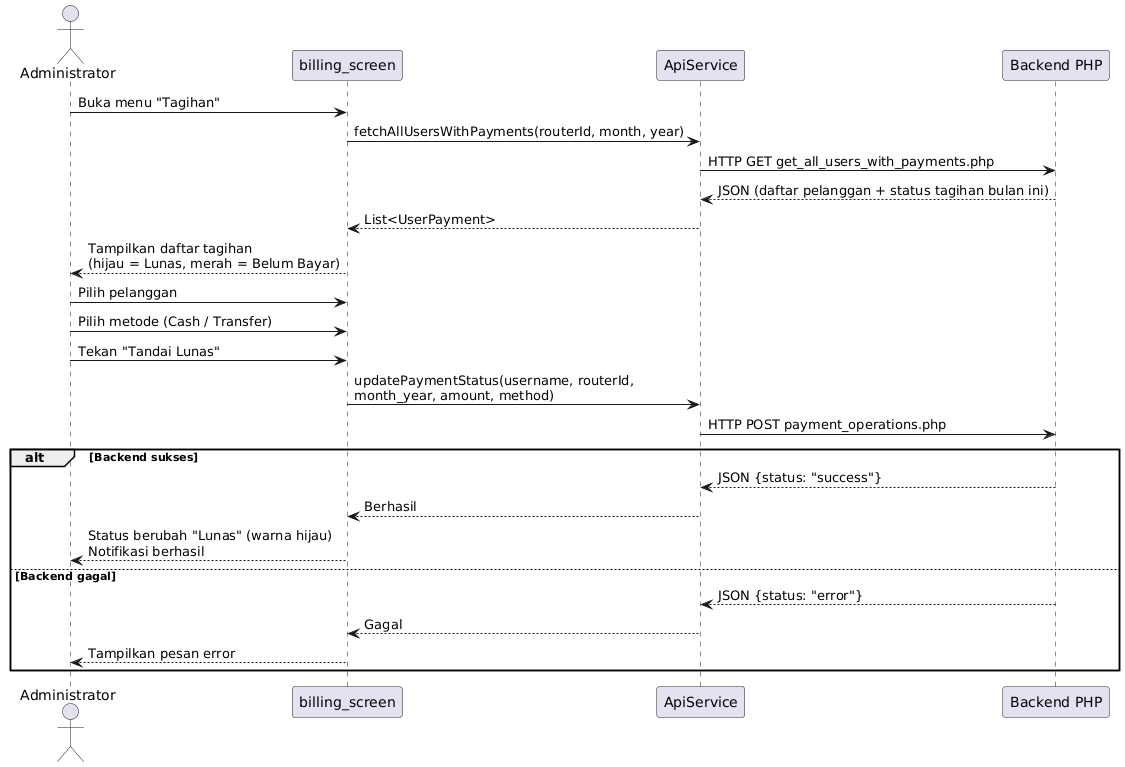 Administrator
billing_screen
ApiService
Backend PHP
Buka menu "Tagihan"
fetchAllUsersWithPayments(routerId, month, year)
HTTP GET get_all_users_with_payments.php
JSON (daftar pelanggan + status tagihan bulan ini)
List<UserPayment>
Tampilkan daftar tagihan
(hijau = Lunas, merah = Belum Bayar)
Pilih pelanggan
Pilih metode (Cash / Transfer)
Tekan "Tandai Lunas"
updatePaymentStatus(username, routerId,
month_year, amount, method)
HTTP POST payment_operations.php
alt
[Backend sukses]
JSON {status: "success"}
Berhasil
Status berubah "Lunas" (warna hijau)
Notifikasi berhasil
[Backend gagal]
JSON {status: "error"}
Gagal
Tampilkan pesan error
Administrator
billing_screen
ApiService
Backend PHP